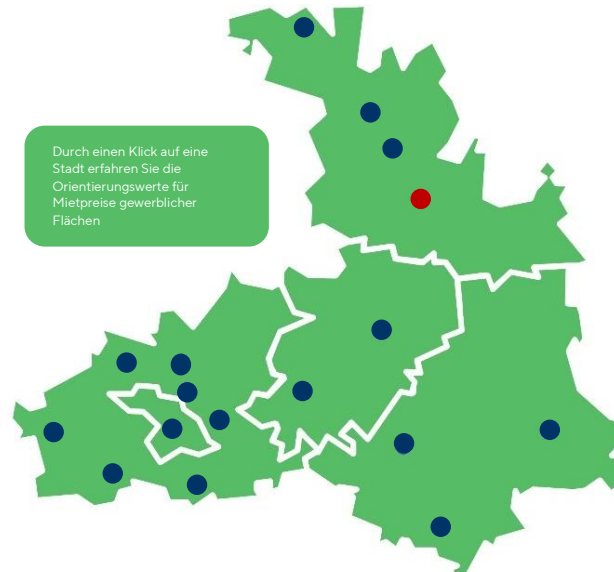 Durch einen Klick auf eine
Stadt erfahren Sie die
Orientierungswerte für
Mietpreise gewerblicher
Flächen